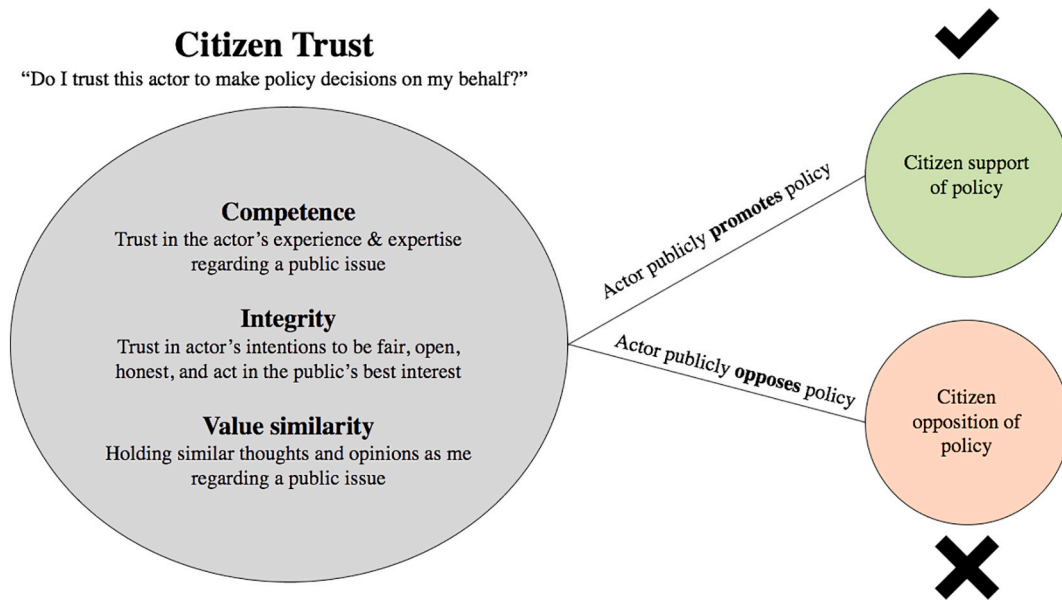 Citizen Trust
“Do I trust this actor to make policy decisions on my behalf?”
Competence
Trust in the actor’s experience & expertise
regarding a public issue
Integrity
Trust in actor’s intentions to be fair, open,
honest, and act in the public’s best interest
Value similarity
Holding similar thoughts and opinions as me
regarding a public issue
Actor publicly promotes policy
Actor publicly opposes policy
Citizen support
of policy
Citizen
opposition of
policy